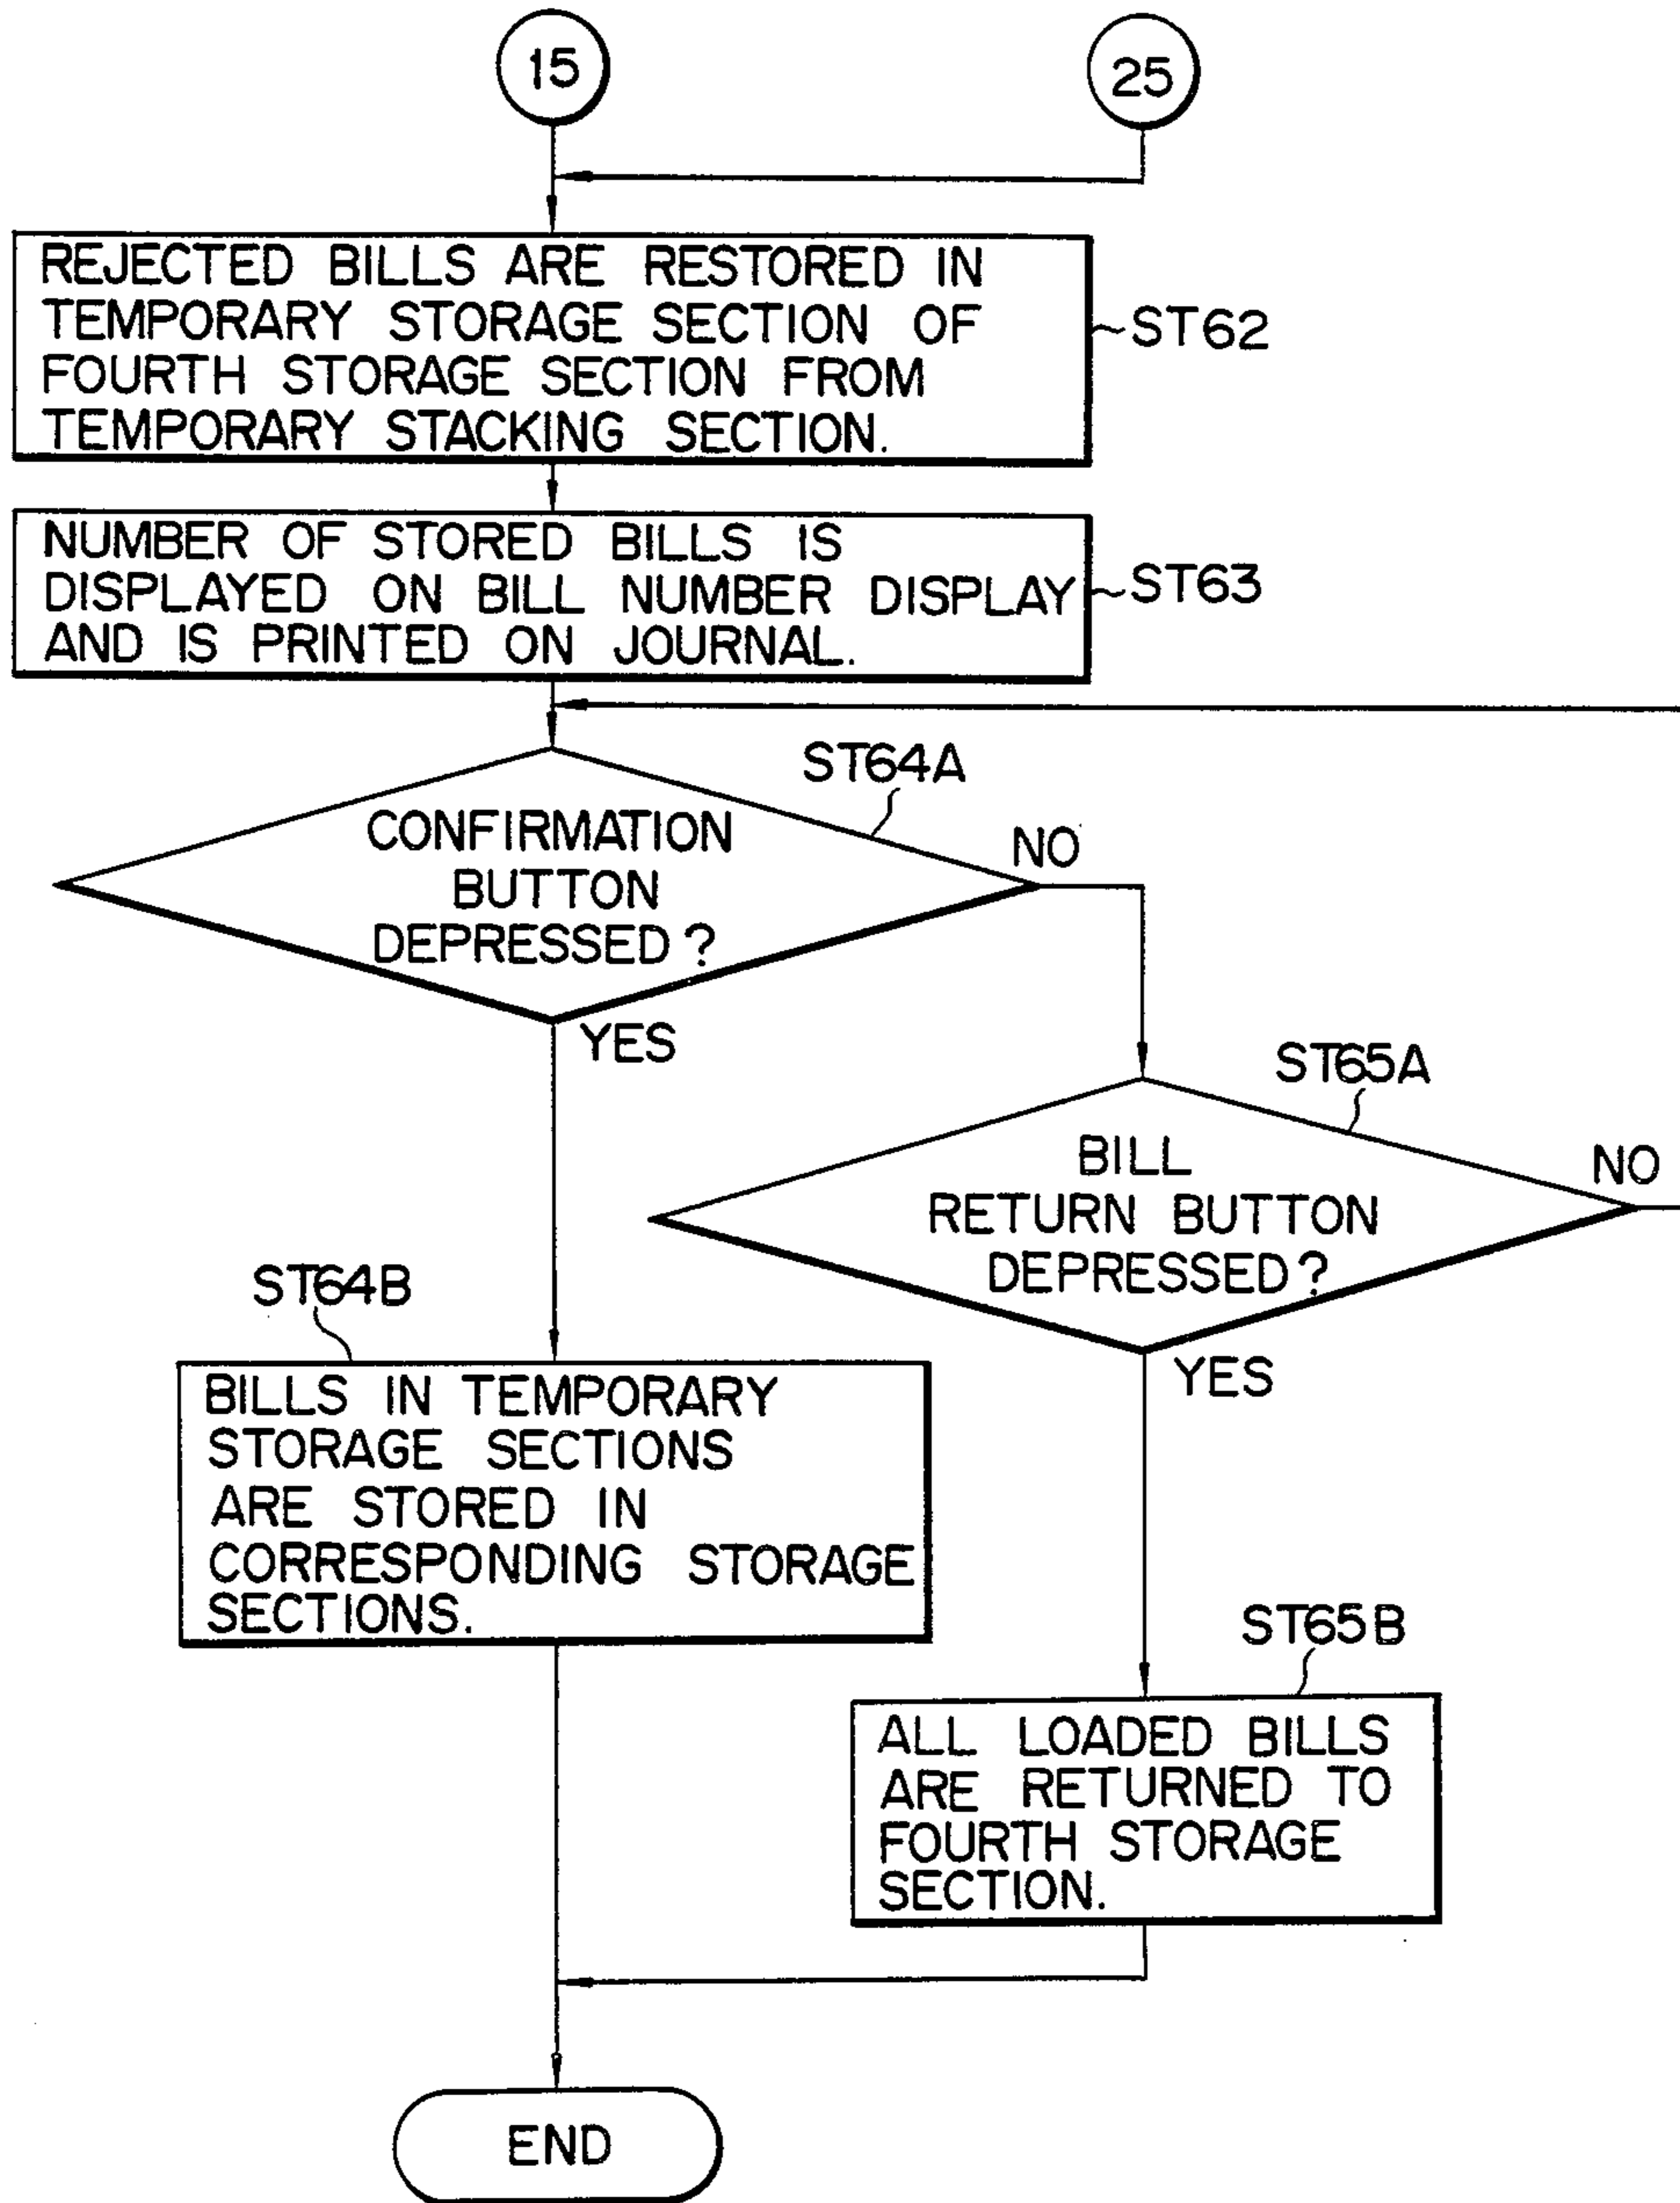 15
25
REJECTED BILLS ARE RESTORED IN
TEMPORARY STORAGE SECTION OF
FOURTH STORAGE SECTION FROM
TEMPORARY STACKING SECTION.
ST62
NUMBER OF STORED BILLS IS
DISPLAYED ON BILL NUMBER DISPLAY
AND IS PRINTED ON JOURNAL.
ST63
ST64A
CONFIRMATION
BUTTON
DEPRESSED?
NO
YES
ST65A
BILL
RETURN BUTTON
DEPRESSED?
NO
YES
ST64B
BILLS IN TEMPORARY
STORAGE SECTIONS
ARE STORED IN
CORRESPONDING STORAGE
SECTIONS.
ST65B
ALL LOADED BILLS
ARE RETURNED TO
FOURTH STORAGE
SECTION.
END